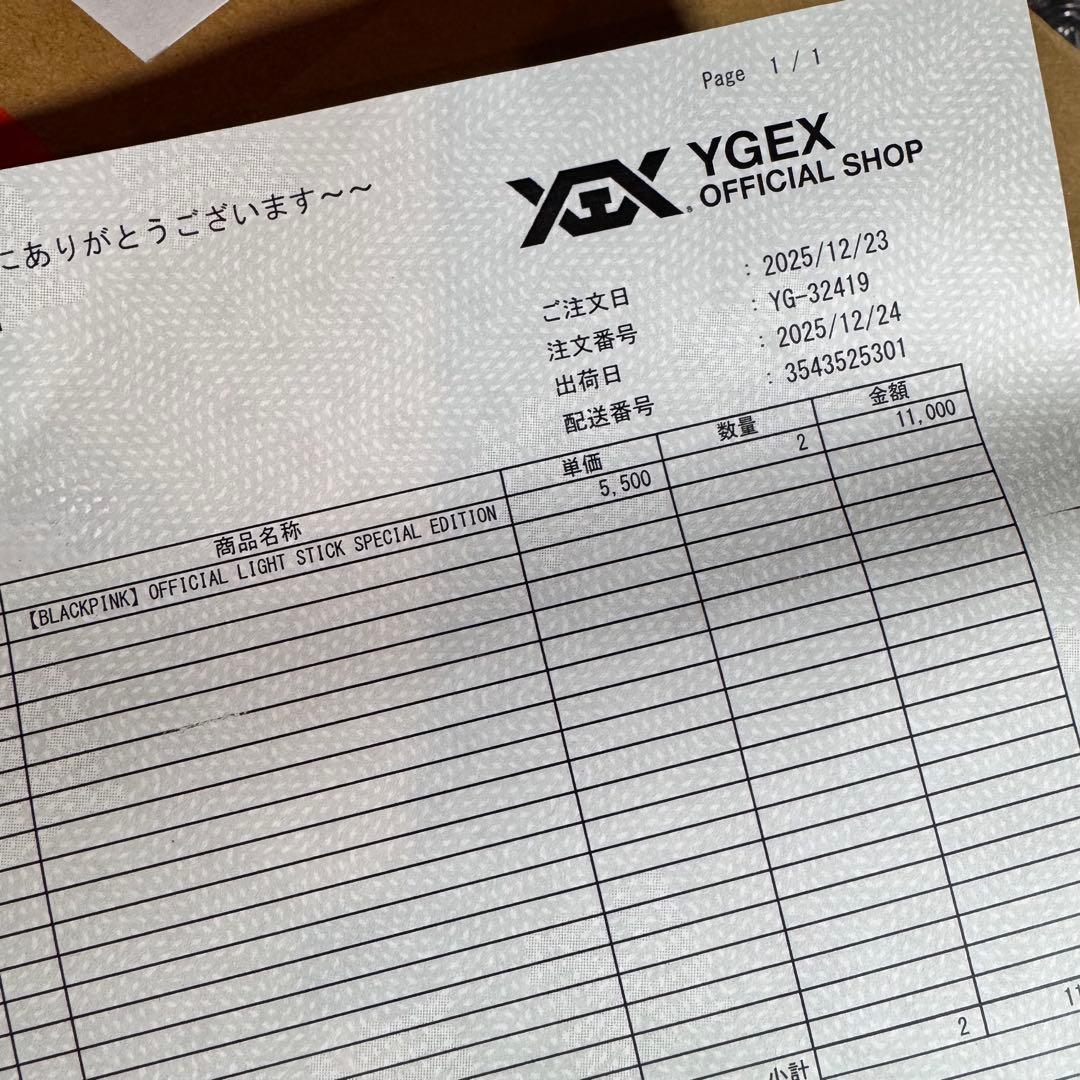 Page 1 / 1
YGEX
OFFICIAL SHOP
にありがとうございます~~
ご注文日 : 2025/12/23
注文番号 : YG-32419
出荷日 : 2025/12/24
配送番号 : 3543525301
商品名称 単価 数量 金額
【BLACKPINK】OFFICIAL LIGHT STICK SPECIAL EDITION 5,500 2 11,000
小計 2